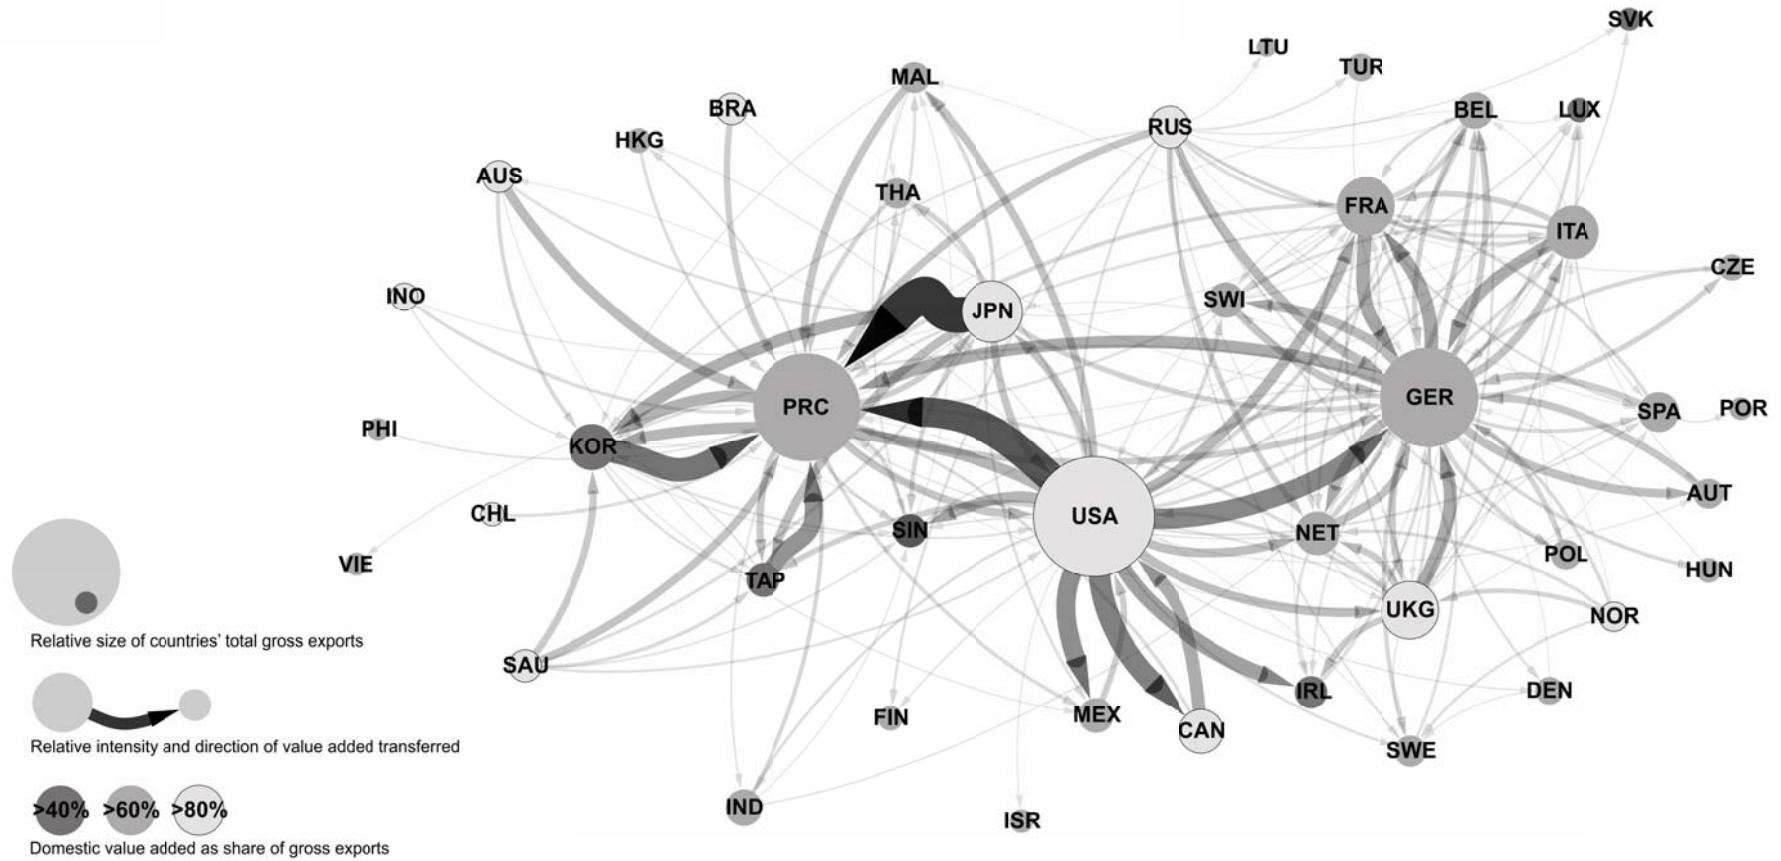 SVK
LTU
TUR
MAL
BRA
BEL
LUX
RUS
HKG
AUS
THA
FRA
ITA
CZE
INO
SWI
JPN
PRC
GER
SPA
POR
PHI
KOR
AUT
CHL
USA
SIN
NET
POL
HUN
VIE
TAP
UKG
NOR
Relative size of countries’ total gross exports
SAU
IRL
DEN
FIN
MEX
CAN
SWE
Relative intensity and direction of value added transferred
>40% >60% >80%
IND
ISR
Domestic value added as share of gross exports